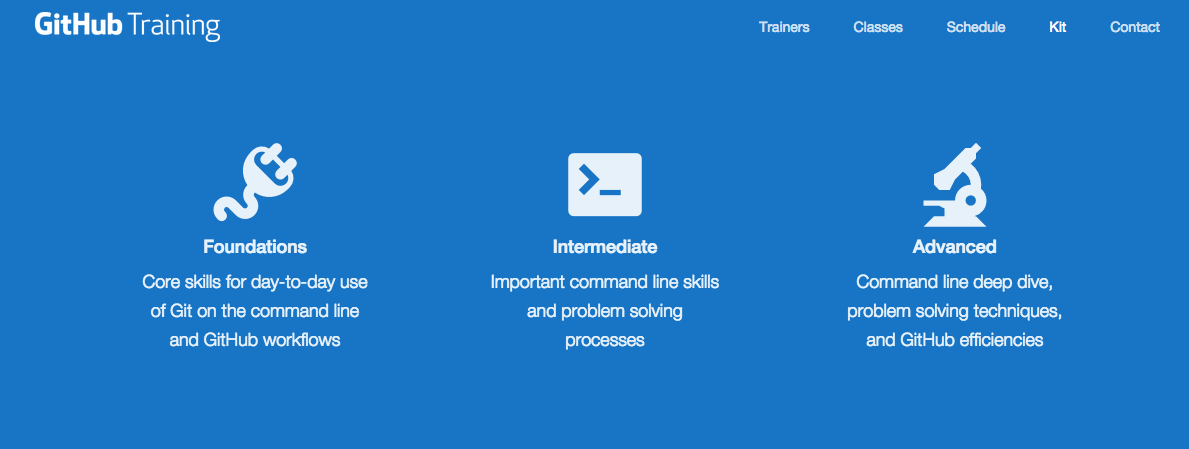 GitHub Training
Trainers Classes Schedule Kit Contact
Foundations
Core skills for day-to-day use
of Git on the command line
and GitHub workflows
Intermediate
Important command line skills
and problem solving
processes
Advanced
Command line deep dive,
problem solving techniques,
and GitHub efficiencies